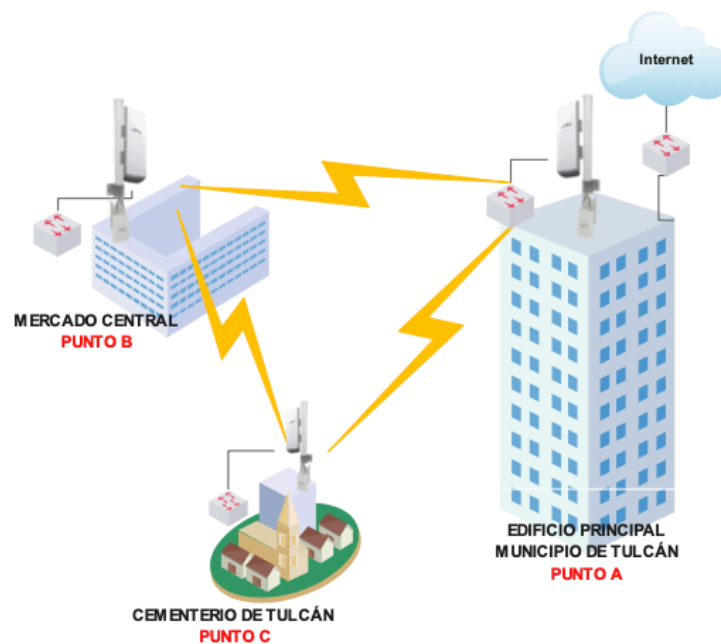 Internet
MERCADO CENTRAL
PUNTO B
EDIFICIO PRINCIPAL
MUNICIPIO DE TULCÁN
PUNTO A
CEMENTERIO DE TULCÁN
PUNTO C